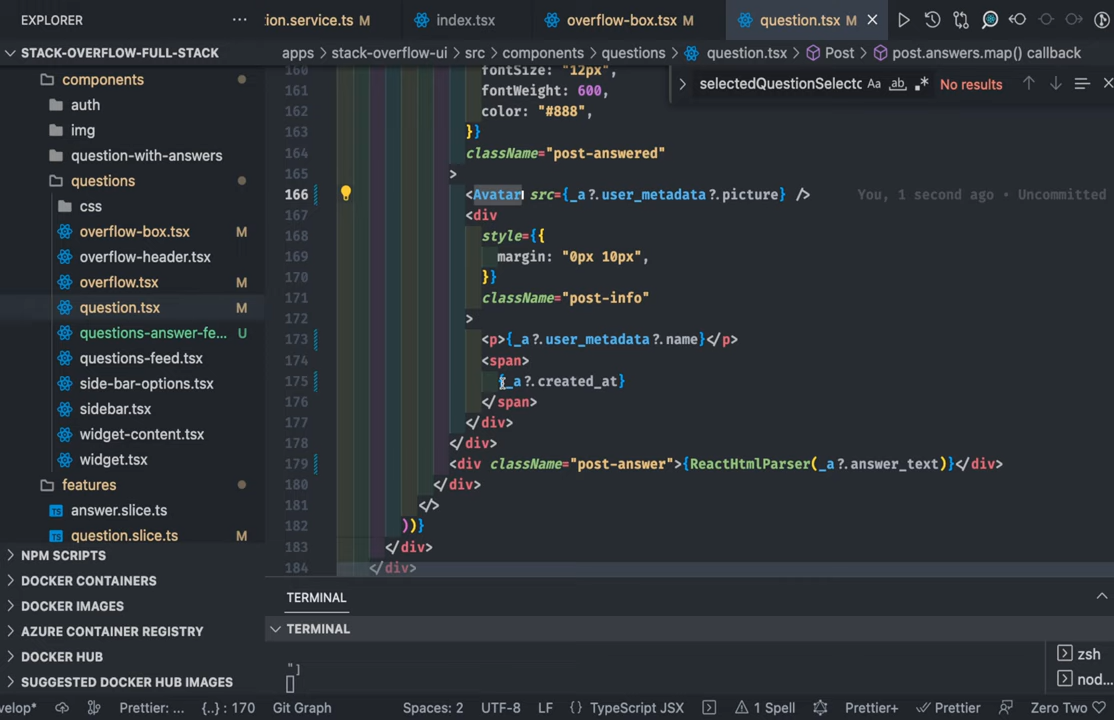 EXPLORER
tion.service.ts M
index.tsx
overflow-box.tsx M
question.tsx M
STACK-OVERFLOW-FULL-STACK
apps > stack-overflow-ui > src > components > questions > question.tsx > Post > post.answers.map() callback
components
auth
img
question-with-answers
questions
css
overflow-box.tsx M
overflow-header.tsx
overflow.tsx M
question.tsx M
questions-answer-fe... U
questions-feed.tsx
side-bar-options.tsx
sidebar.tsx
widget-content.tsx
widget.tsx
features
answer.slice.ts
question.slice.ts M
NPM SCRIPTS
DOCKER CONTAINERS
DOCKER IMAGES
AZURE CONTAINER REGISTRY
DOCKER HUB
SUGGESTED DOCKER HUB IMAGES
selectedQuestionSelecto Aa ab .* No results
160 fontSize: "12px",
161 fontWeight: 600,
162 color: "#888",
163 }}
164 className="post-answered"
165 >
166 <Avatar src={_a?.user_metadata?.picture} /> You, 1 second ago • Uncommitted
167 <div
168 style={{
169 margin: "0px 10px",
170 }}
171 className="post-info"
172 >
173 <p>{_a?.user_metadata?.name}</p>
174 <span>
175 {_a?.created_at}
176 </span>
177 </div>
178 </div>
179 <div className="post-answer">{ReactHtmlParser(_a?.answer_text)}</div>
180 </div>
181 </>
182 ))}
183 </div>
184 </div>
TERMINAL
TERMINAL
"]
zsh
nod...
velop* Prettier: ... {..} : 170 Git Graph Spaces: 2 UTF-8 LF {} TypeScript JSX 1 Spell Prettier+ Prettier Zero Two